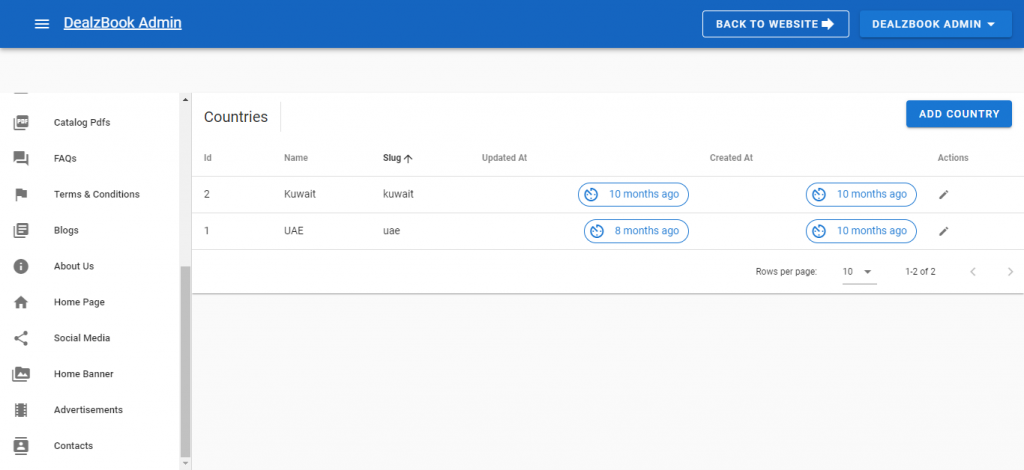 DealzBook Admin
BACK TO WEBSITE
DEALZBOOK ADMIN
PDF
Catalog Pdfs
FAQs
Terms & Conditions
Blogs
About Us
Home Page
Social Media
Home Banner
Advertisements
Contacts
Countries
ADD COUNTRY
Id Name Slug Updated At Created At Actions
2 Kuwait kuwait 10 months ago 10 months ago
1 UAE uae 8 months ago 10 months ago
Rows per page: 10 1-2 of 2